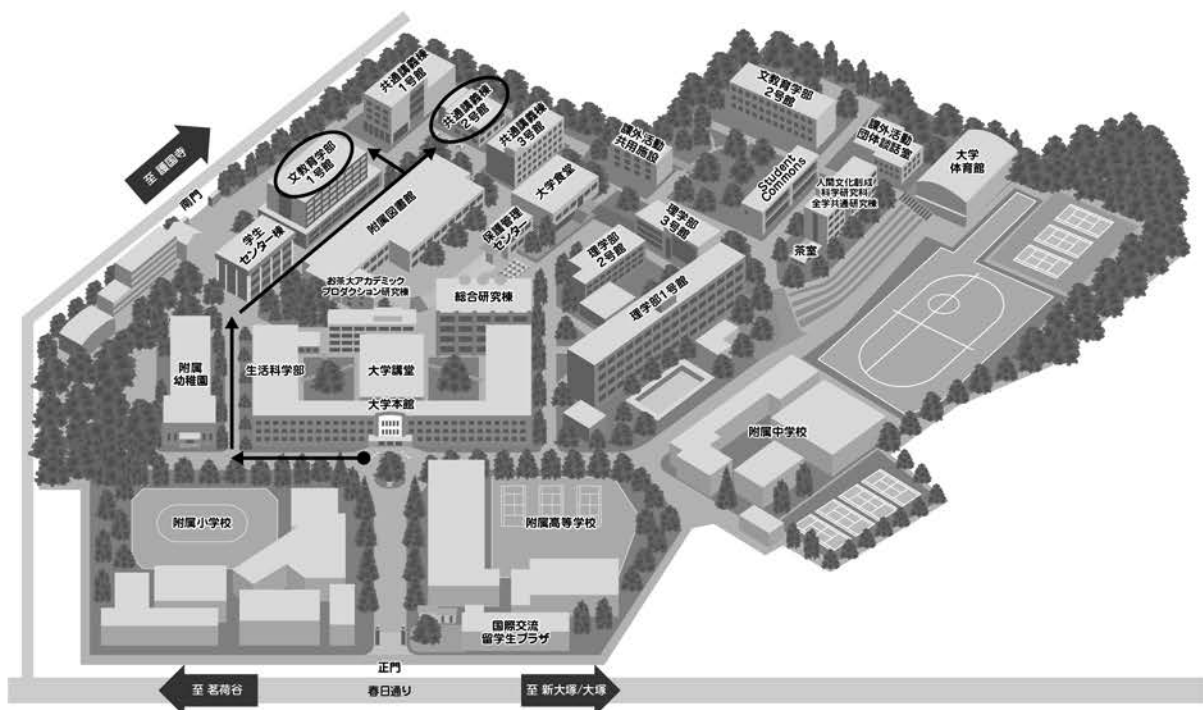 共通講義棟
1号館
共通講義棟
2号館
共通講義棟
3号館
文教育学部
2号館
課外活動
共用施設
課外活動
団体談話室
大学
体育館
至 護国寺
文教育学部
1号館
Student
Commons
人間文化創成
科学研究科
全学共通研究棟
南門
附属図書館
大学食堂
学生
センター棟
保護管理
センター
理学部
3号館
理学部
2号館
茶室
お茶大アカデミック
プロダクション研究棟
総合研究棟
理学部1号館
附属
幼稚園
生活科学部
大学講堂
大学本館
附属中学校
附属小学校
附属高等学校
国際交流
留学生プラザ
正門
至 茗荷谷
春日通り
至 新大塚/大塚